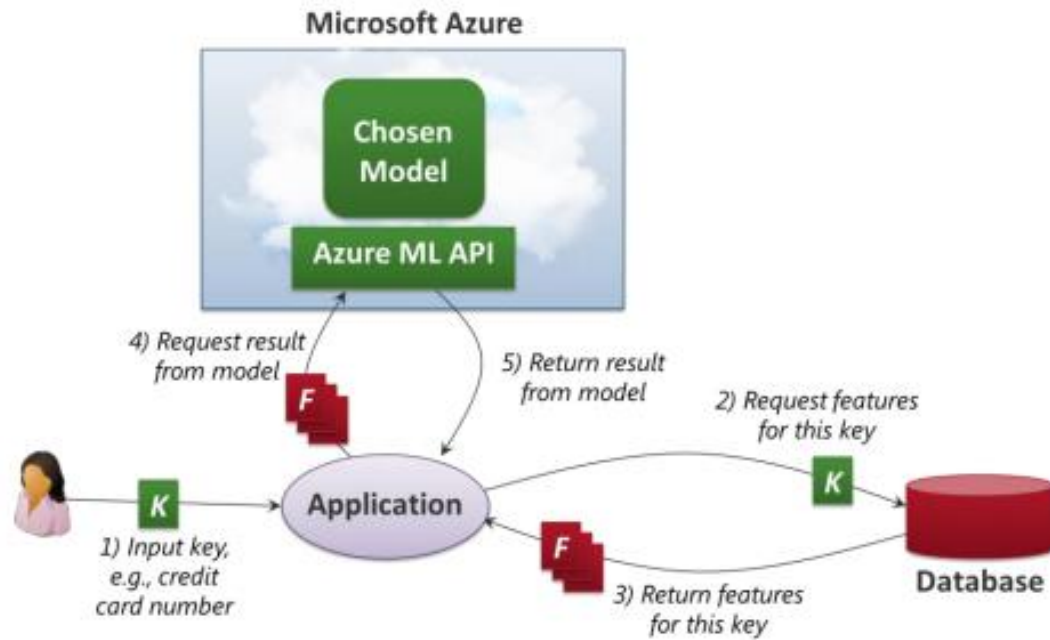 Microsoft Azure
Chosen
Model
Azure ML API
4) Request result
from model
F
5) Return result
from model
2) Request features
for this key
K
K
Application
1) Input key,
e.g., credit
card number
F
3) Return features
for this key
Database